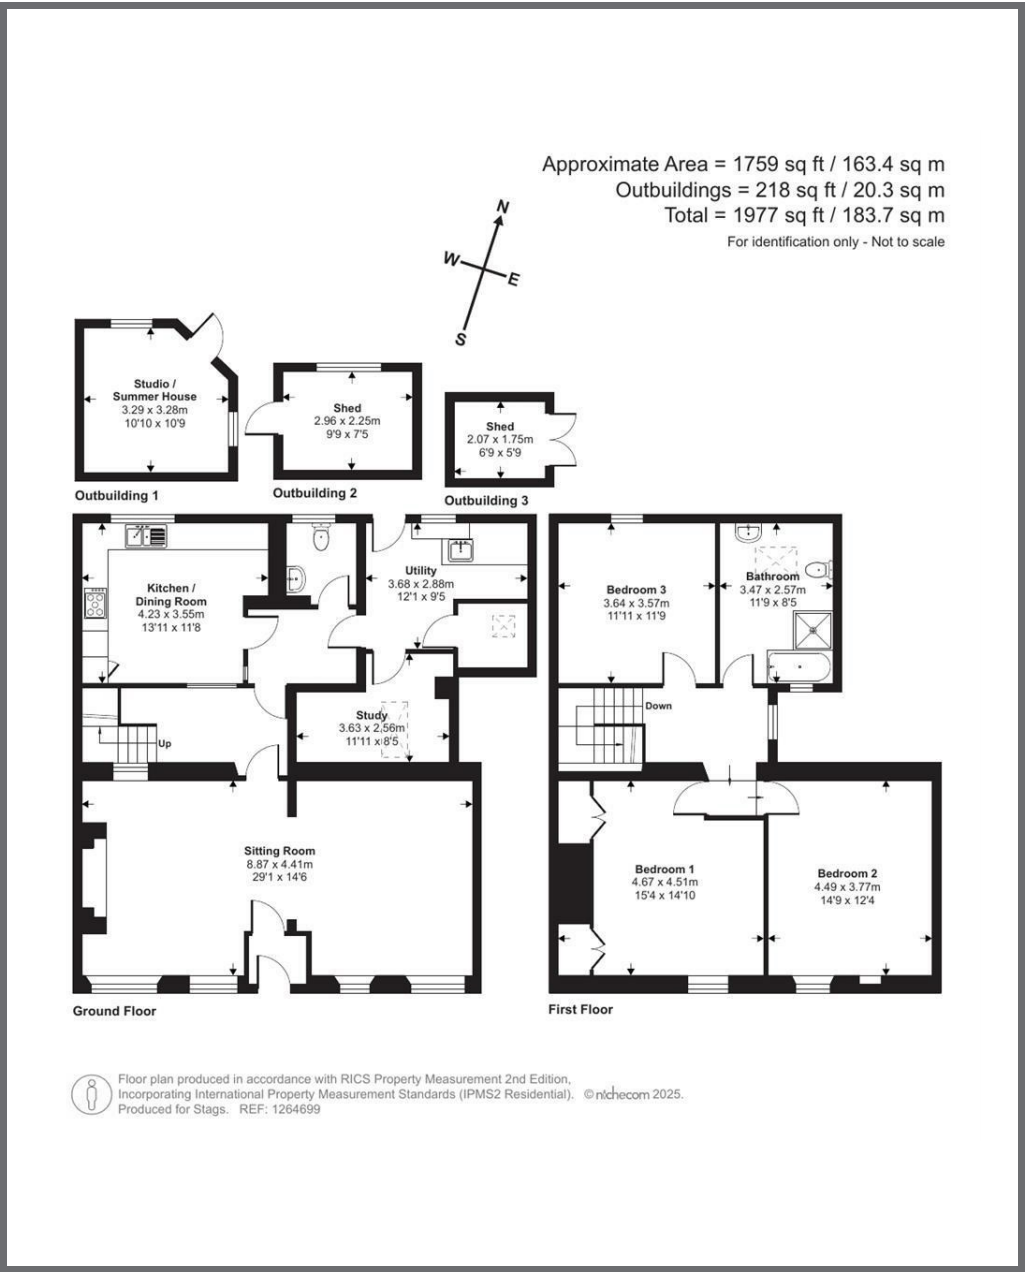 Approximate Area = 1759 sq ft / 163.4 sq m
Outbuildings = 218 sq ft / 20.3 sq m
Total = 1977 sq ft / 183.7 sq m
For identification only - Not to scale
N
W
E
S
Studio /
Summer House
3.29 x 3.28m
10'10 x 10'9
Outbuilding 1
Shed
2.96 x 2.25m
9'9 x 7'5
Outbuilding 2
Shed
2.07 x 1.75m
6'9 x 5'9
Outbuilding 3
Kitchen /
Dining Room
4.23 x 3.55m
13'11 x 11'8
Utility
3.68 x 2.88m
12'1 x 9'5
Study
3.63 x 2.56m
11'11 x 8'5
Up
Sitting Room
8.87 x 4.41m
29'1 x 14'6
Ground Floor
Bedroom 3
3.64 x 3.57m
11'11 x 11'9
Bathroom
3.47 x 2.57m
11'9 x 8'5
Down
Bedroom 1
4.67 x 4.51m
15'4 x 14'10
Bedroom 2
4.49 x 3.77m
14'9 x 12'4
First Floor
Floor plan produced in accordance with RICS Property Measurement 2nd Edition,
Incorporating International Property Measurement Standards (IPMS2 Residential). © nichecom 2025.
Produced for Stags. REF: 1264699